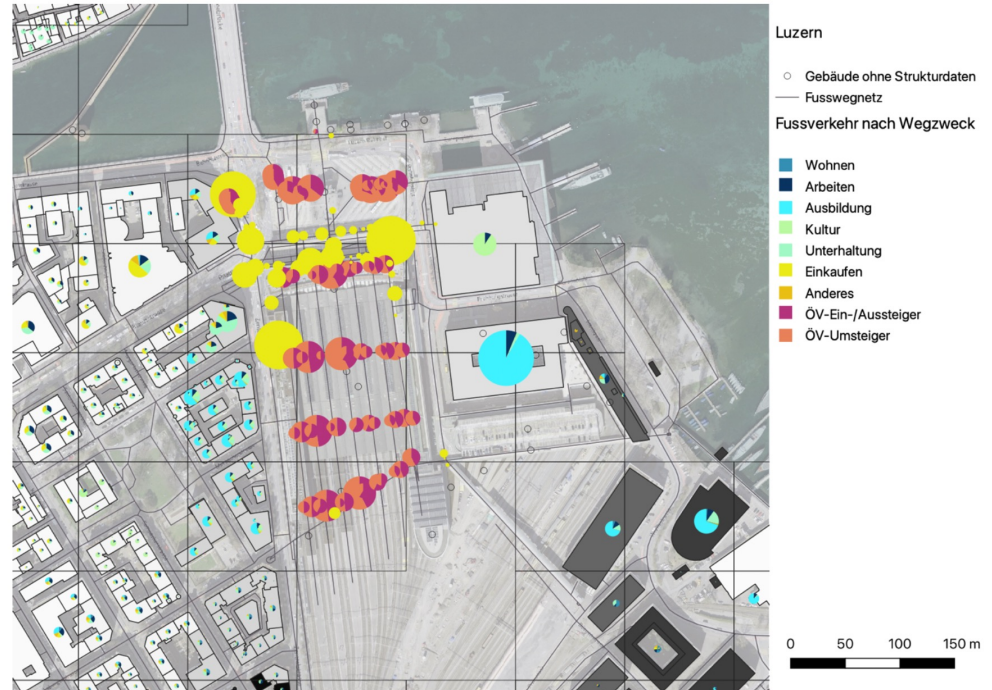 Luzern
Gebäude ohne Strukturdaten
Fusswegnetz
Fussverkehr nach Wegzweck
Wohnen
Arbeiten
Ausbildung
Kultur
Unterhaltung
Einkaufen
Anderes
ÖV-Ein-/Aussteiger
ÖV-Umsteiger
0 50 100 150 m